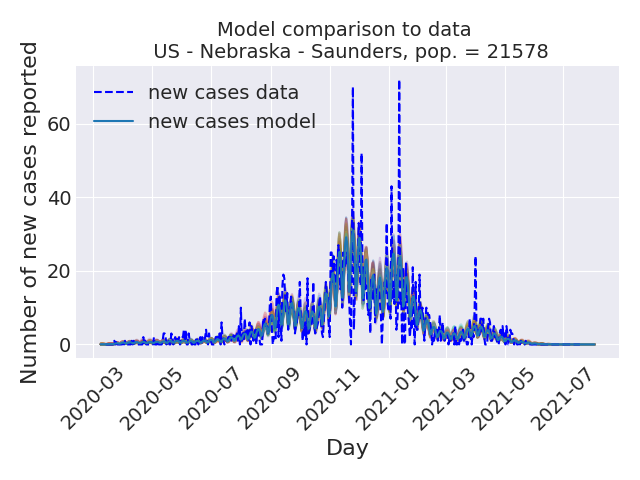 Model comparison to data
US - Nebraska - Saunders, pop. = 21578
Number of new cases reported
new cases data
new cases model
60
40
20
0
2020-03
2020-05
2020-07
2020-09
2020-11
2021-01
2021-03
2021-05
2021-07
Day